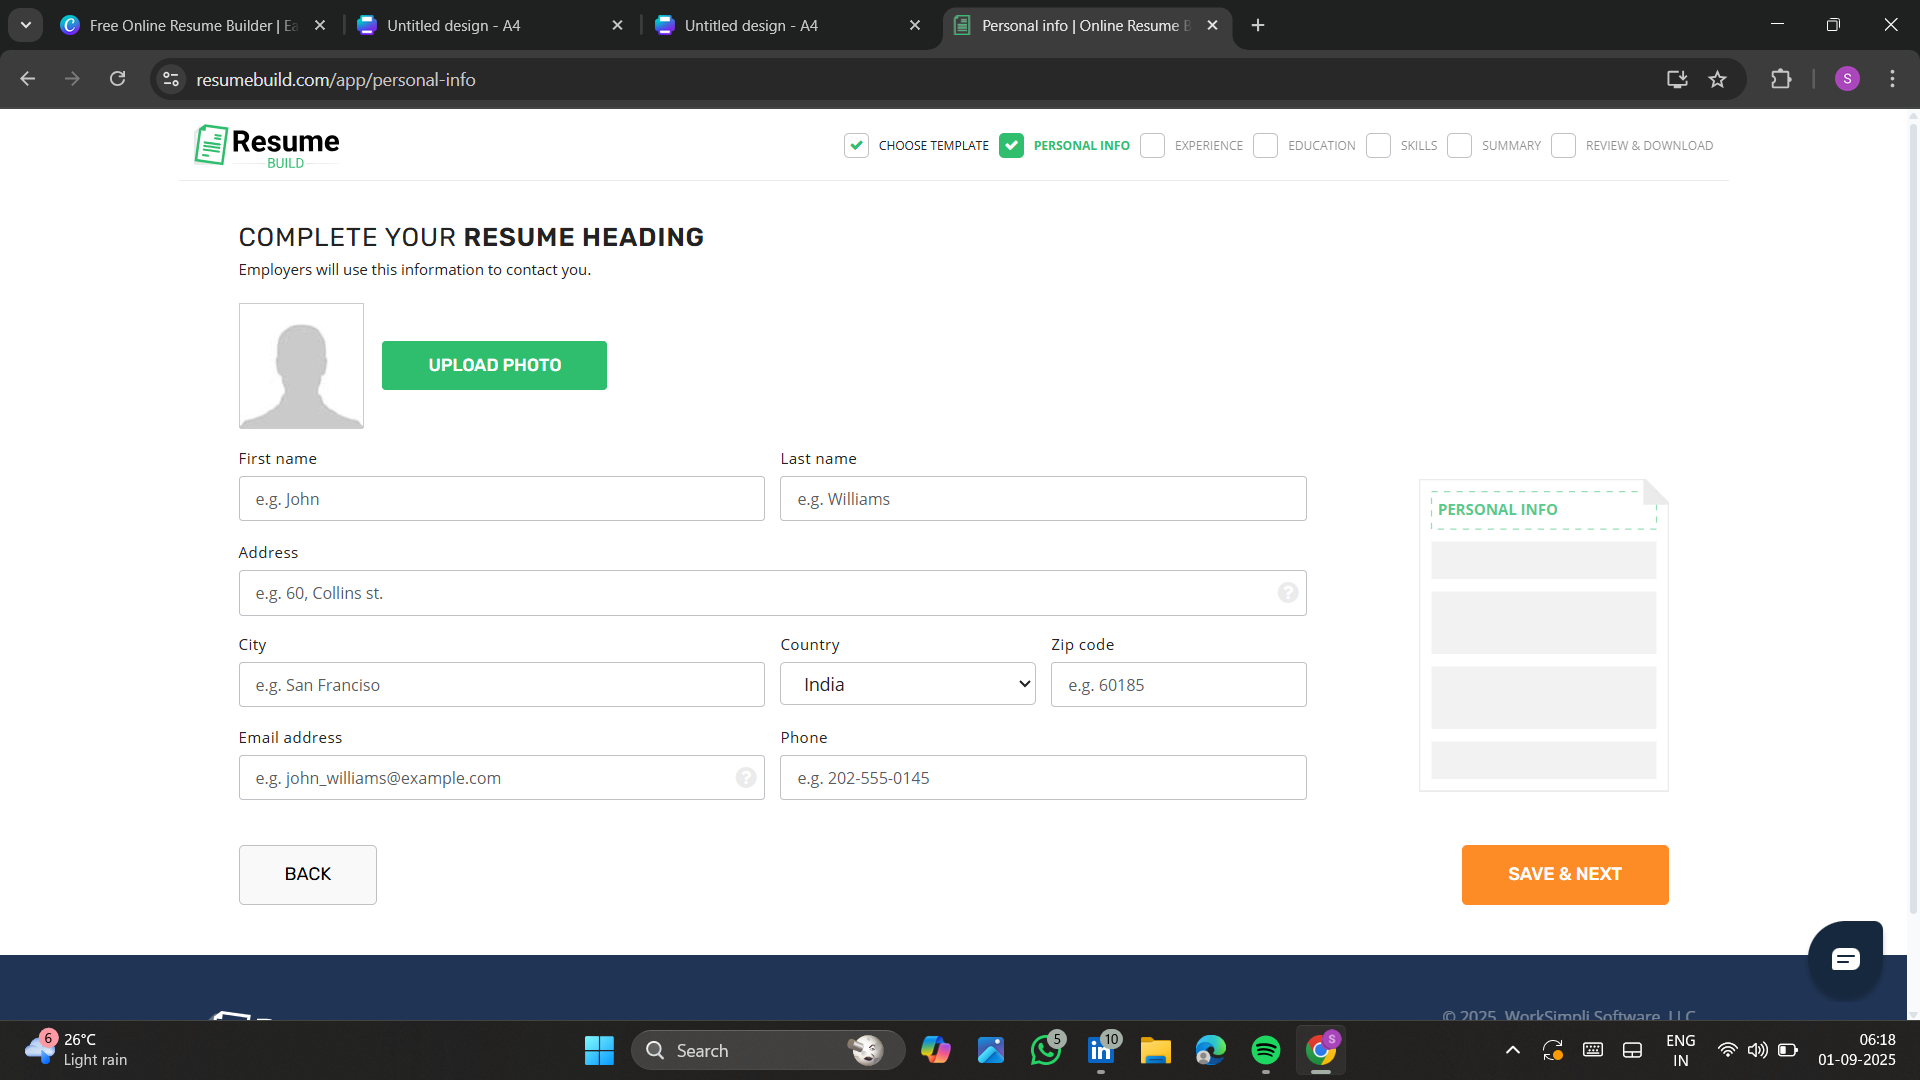 Free Online Resume Builder | Ea
Untitled design - A4
Untitled design - A4
Personal info | Online Resume B
resumebuild.com/app/personal-info
S
Resume
BUILD
CHOOSE TEMPLATE
PERSONAL INFO
EXPERIENCE
EDUCATION
SKILLS
SUMMARY
REVIEW & DOWNLOAD
COMPLETE YOUR RESUME HEADING
Employers will use this information to contact you.
UPLOAD PHOTO
First name
Last name
e.g. John
e.g. Williams
PERSONAL INFO
Address
e.g. 60, Collins st.
?
City
Country
Zip code
e.g. San Franciso
India
e.g. 60185
Email address
Phone
e.g. john_williams@example.com
?
e.g. 202-555-0145
BACK
SAVE & NEXT
© 2025, WorkSimpli Software, LLC
6
26°C
Light rain
Search
5
in
10
S
ENG
IN
06:18
01-09-2025